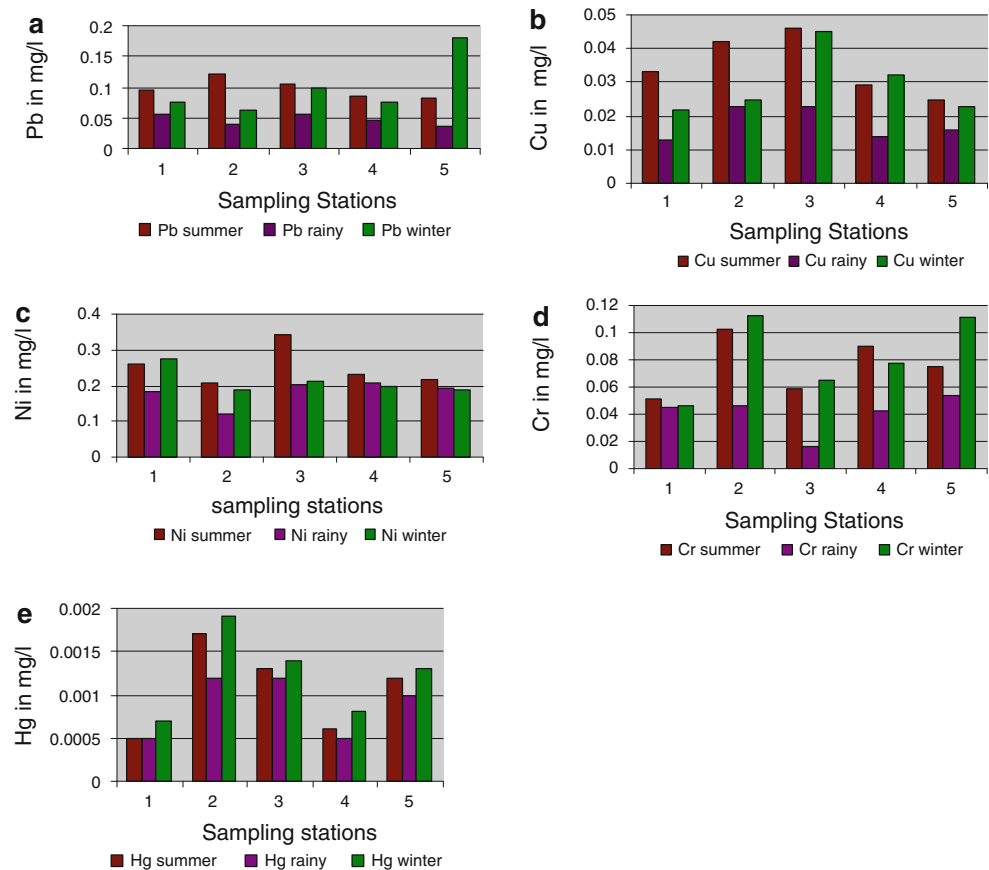 a
Pb in mg/l
0.2
0.15
0.1
0.05
0
1 2 3 4 5
Sampling Stations
Pb summer Pb rainy Pb winter
b
Cu in mg/l
0.05
0.04
0.03
0.02
0.01
0
1 2 3 4 5
Sampling Stations
Cu summer Cu rainy Cu winter
c
Ni in mg/l
0.4
0.3
0.2
0.1
0
1 2 3 4 5
sampling stations
Ni summer Ni rainy Ni winter
d
Cr in mg/l
0.12
0.1
0.08
0.06
0.04
0.02
0
1 2 3 4 5
Sampling Stations
Cr summer Cr rainy Cr winter
e
Hg in mg/l
0.002
0.0015
0.001
0.0005
0
1 2 3 4 5
Sampling stations
Hg summer Hg rainy Hg winter